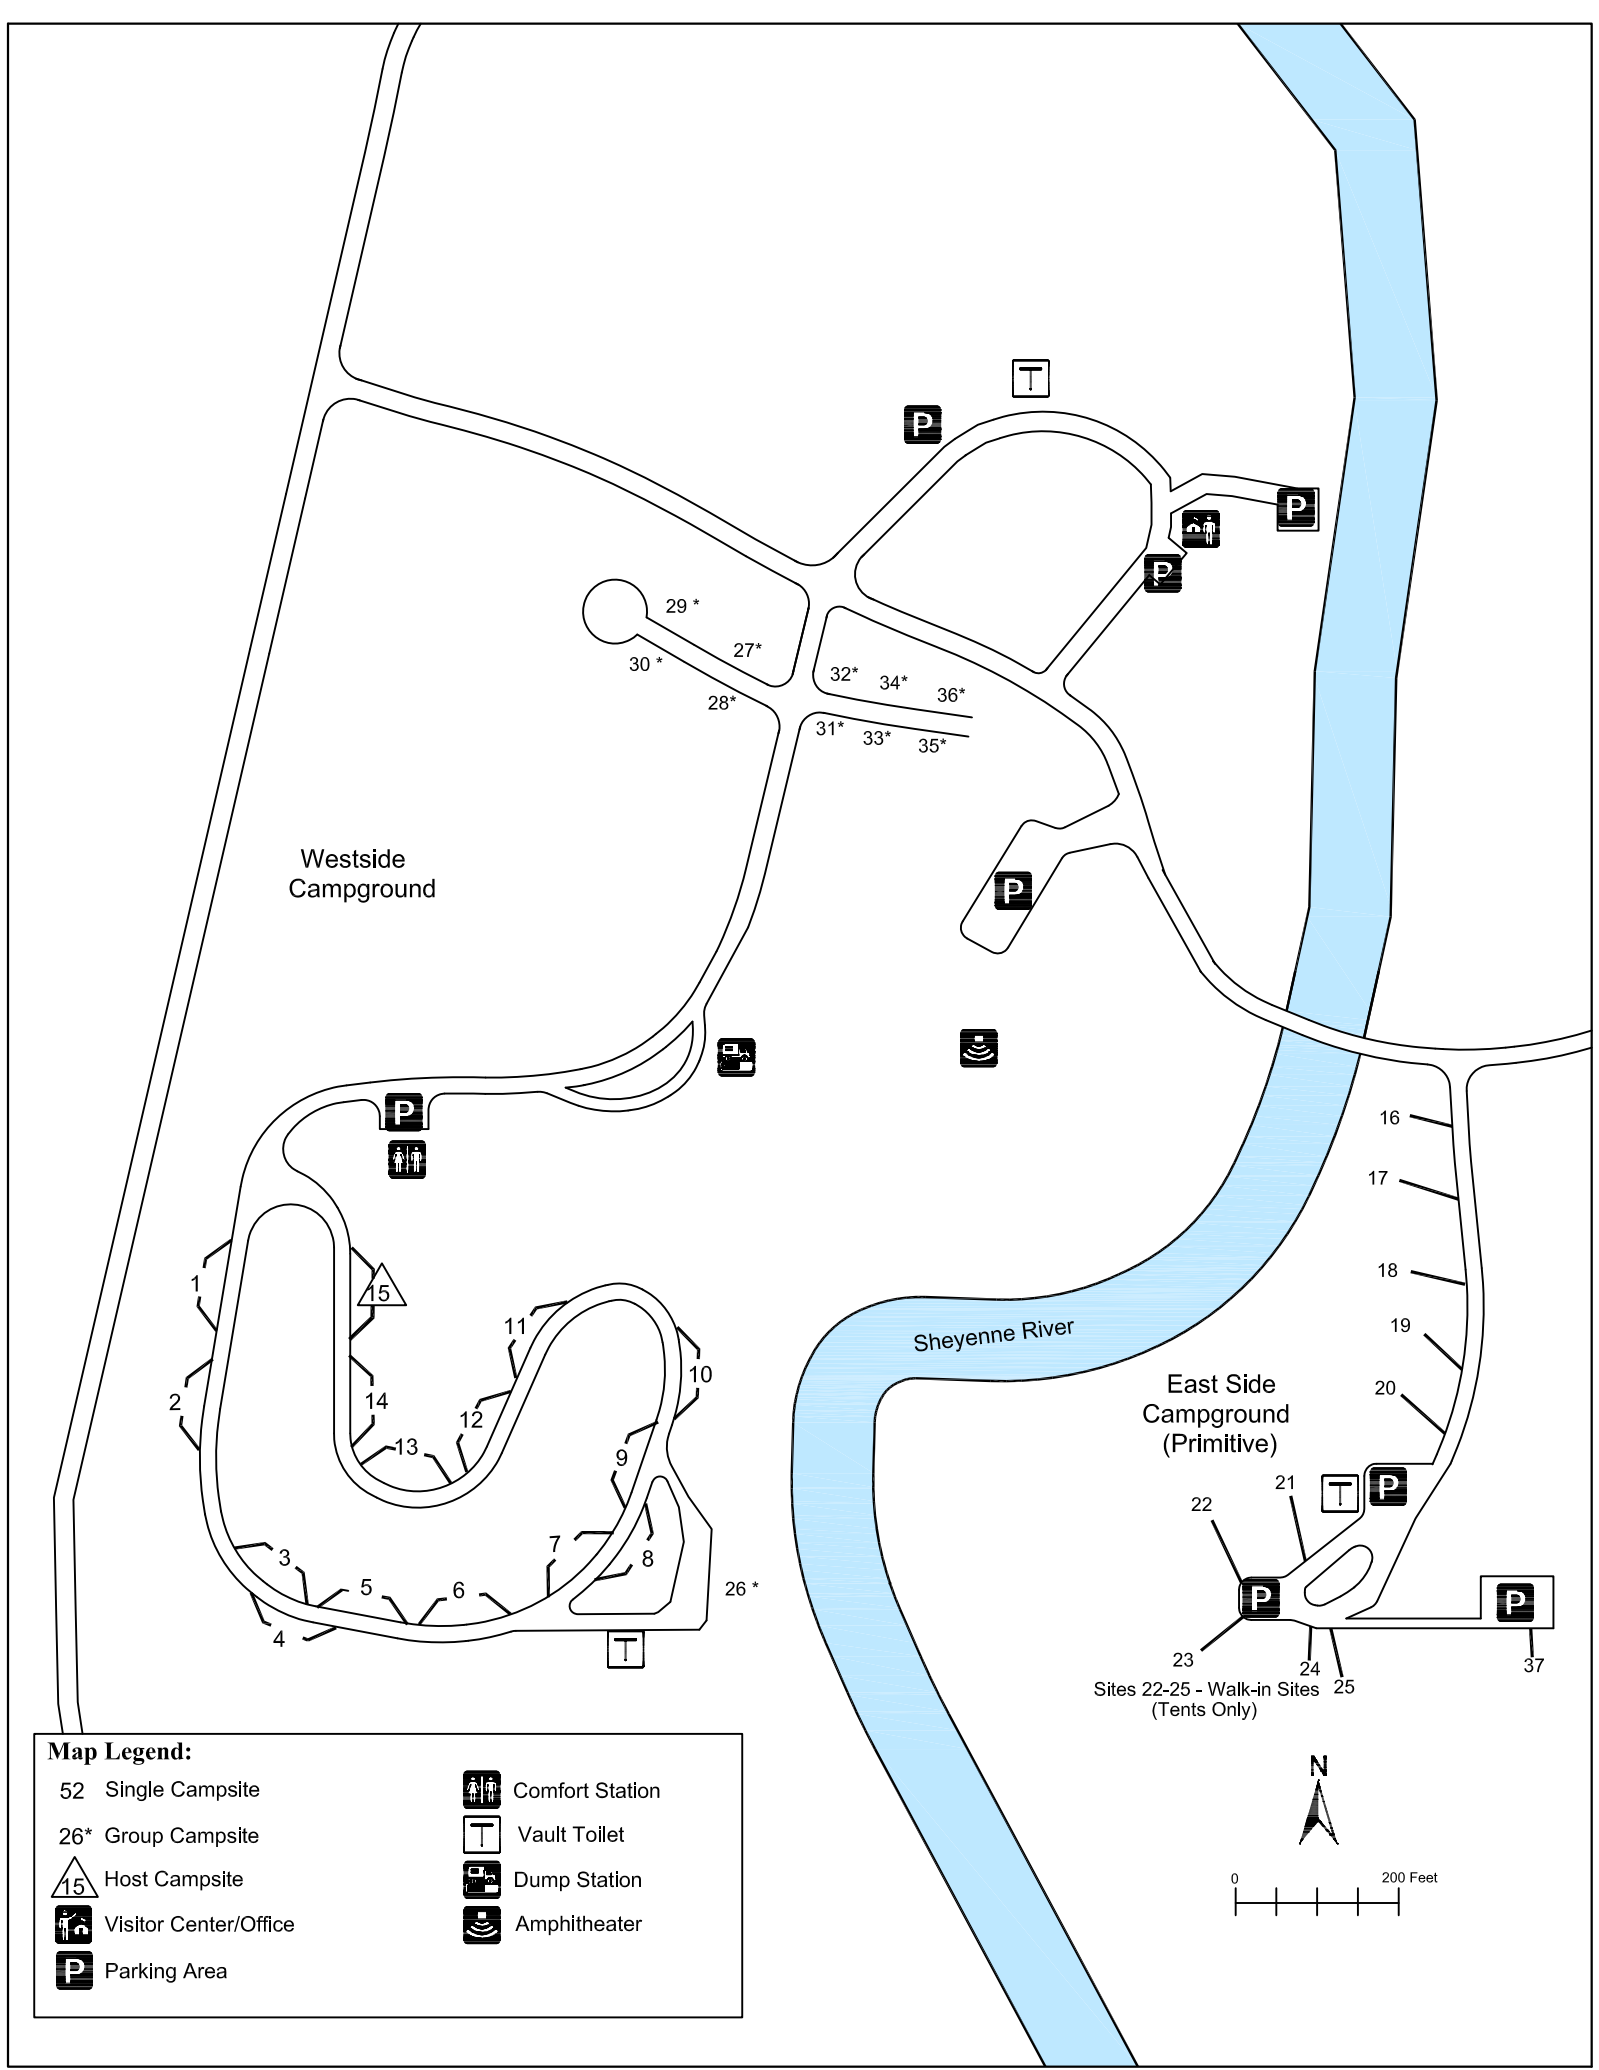 P
P
P
29 *
27*
30 *
28*
32*
34*
36*
31*
33*
35*
P
Westside
Campground
P
P
16
17
18
19
20
1
15
2
14
11
12
13
10
9
3
5
6
7
8
4
26 *
Sheyenne River
East Side
Campground
(Primitive)
21
22
P
P
P
23
24
25
37
Sites 22-25 - Walk-in Sites
(Tents Only)
N
0
200 Feet
Map Legend:
52 Single Campsite
26* Group Campsite
15 Host Campsite
Visitor Center/Office
P Parking Area
Comfort Station
Vault Toilet
Dump Station
Amphitheater